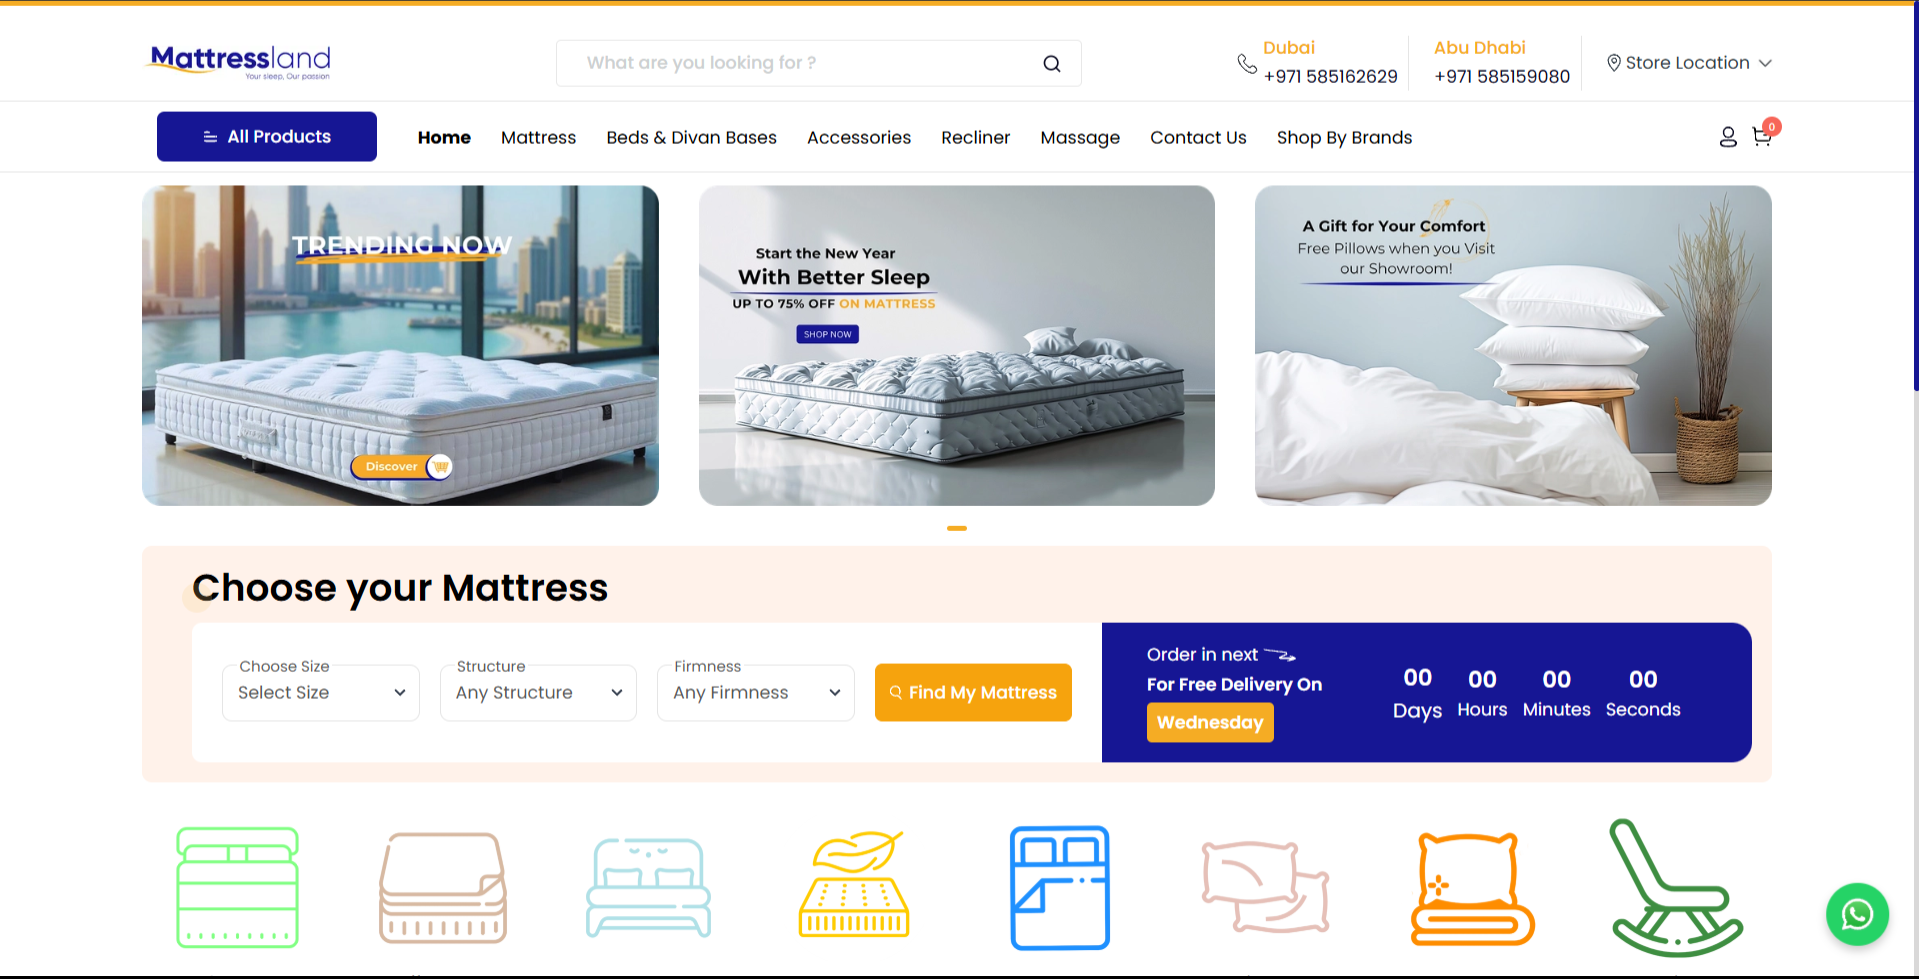 Mattressland
Your sleep, Our passion
What are you looking for ?
Dubai
+971 585162629
Abu Dhabi
+971 585159080
Store Location
All Products
Home
Mattress
Beds & Divan Bases
Accessories
Recliner
Massage
Contact Us
Shop By Brands
0
TRENDING NOW
Discover
Start the New Year
With Better Sleep
UP TO 75% OFF ON MATTRESS
SHOP NOW
A Gift for Your Comfort
Free Pillows when you Visit
our Showroom!
Choose your Mattress
Choose Size
Select Size
Structure
Any Structure
Firmness
Any Firmness
Find My Mattress
Order in next
For Free Delivery On
Wednesday
00
Days
00
Hours
00
Minutes
00
Seconds